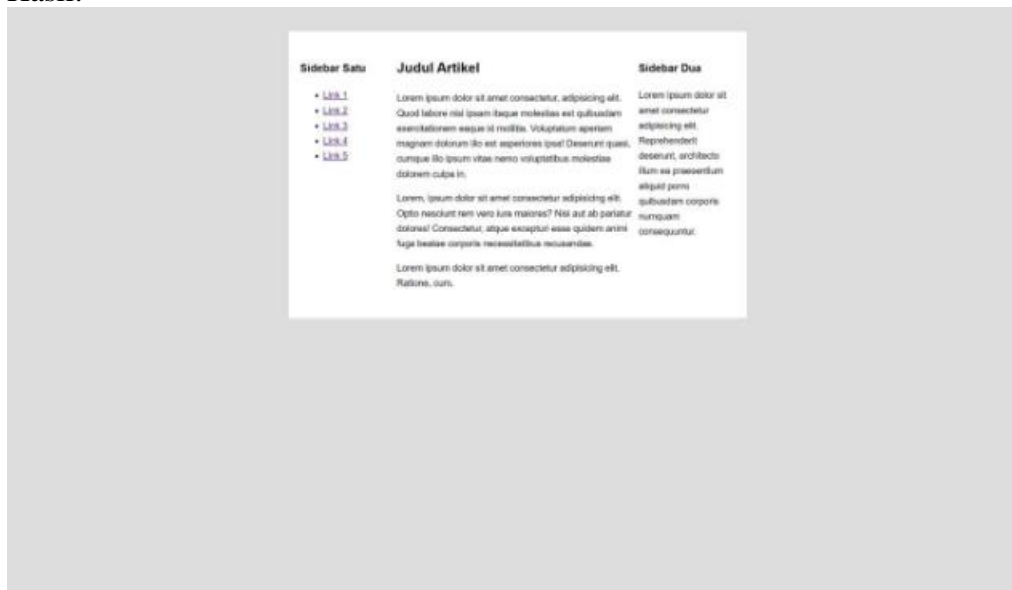 Hasil:
Sidebar Satu
Link 1
Link 2
Link 3
Link 4
Link 5
Judul Artikel
Lorem ipsum dolor sit amet consectetur, adipisicing elit.
Quod labore nisi ipsam itaque molestias est quibusdam
exercitationem eaque id mollitia. Voluptatum aperiam
magnam dolorum illo est asperiores ipsa! Deserunt quasi,
cumque illo ipsum vitae nemo voluptatibus molestiae
dolorem culpa in.
Lorem, ipsum dolor sit amet consectetur adipisicing elit.
Optio nesciunt rem vero iure maiores? Nisi aut ab pariatur
dolores! Consectetur, atque excepturi esse quidem animi
fuga beatae corporis necessitatibus recusandae.
Lorem ipsum dolor sit amet consectetur adipisicing elit.
Ratione, cum.
Sidebar Dua
Lorem ipsum dolor sit
amet consectetur
adipisicing elit.
Reprehenderit
deserunt, architecto
illum ea praesentium
aliquid porro
quibusdam corporis
numquam
consequuntur.